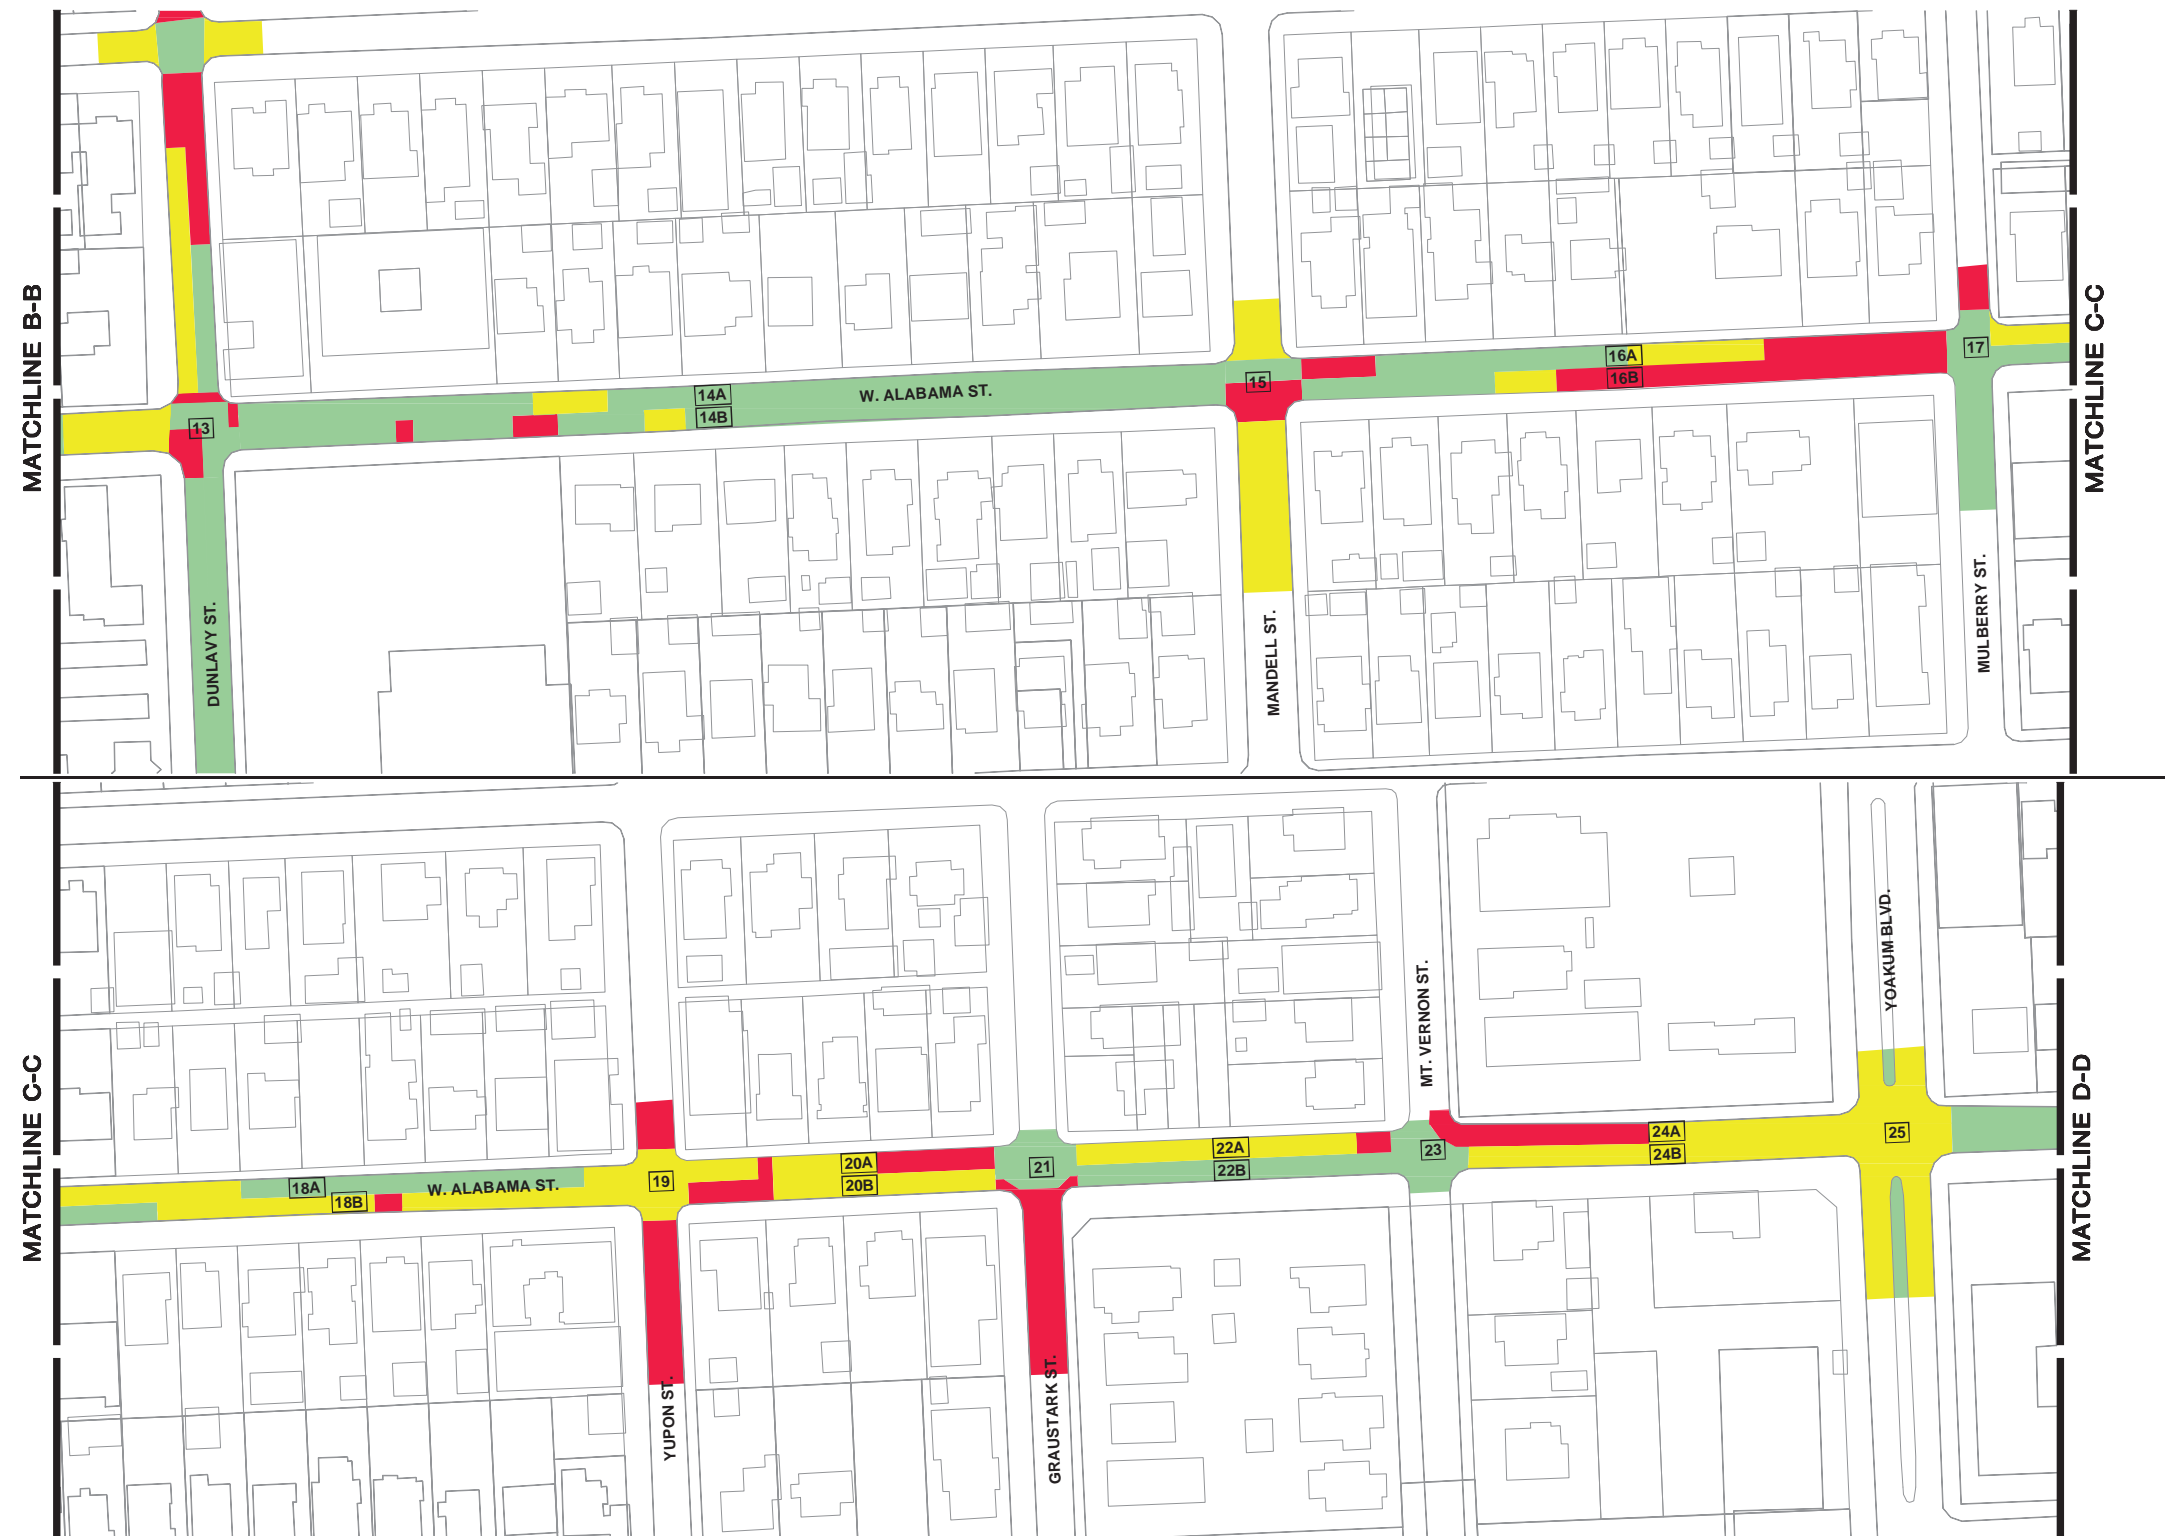 MATCHLINE B-B
MATCHLINE C-C
13
14A
14B
W. ALABAMA ST.
15
16A
16B
17
DUNLAVY ST.
MANDELL ST.
MULBERRY ST.
MATCHLINE C-C
MATCHLINE D-D
YOAKUM BLVD.
MT. VERNON ST.
18A
18B
W. ALABAMA ST.
19
20A
20B
21
22A
22B
23
24A
24B
25
YUPON ST.
GRAUSTARK ST.